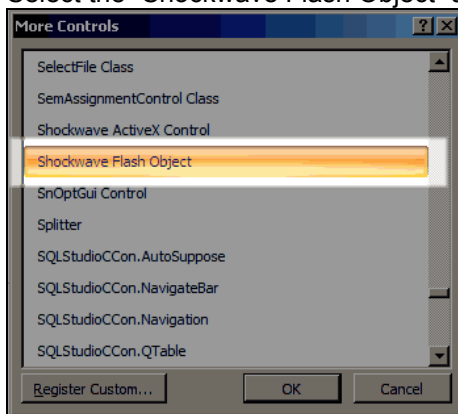 Select the "Shockwave Flash Object"
More Controls
SelectFile Class
SemAssignmentControl Class
Shockwave ActiveX Control
Shockwave Flash Object
SnOptGui Control
Splitter
SQLStudioCCon.AutoSuppose
SQLStudioCCon.NavigateBar
SQLStudioCCon.Navigation
SQLStudioCCon.QTable
Register Custom... OK Cancel